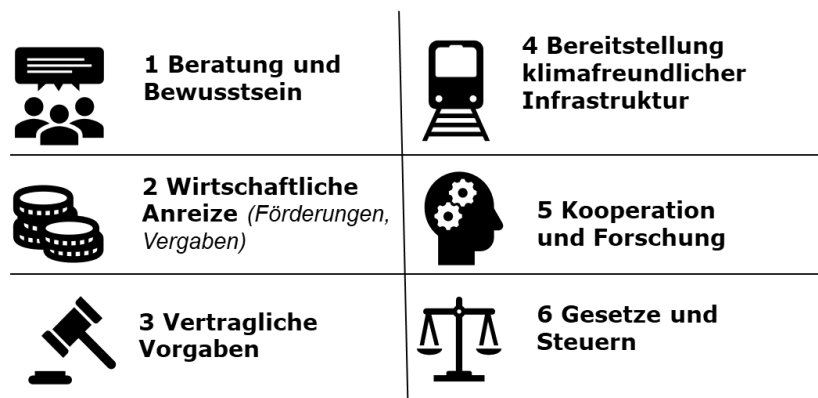 1 Beratung und
Bewusstsein
2 Wirtschaftliche
Anreize (Förderungen,
Vergaben)
3 Vertragliche
Vorgaben
4 Bereitstellung
klimafreundlicher
Infrastruktur
5 Kooperation
und Forschung
6 Gesetze und
Steuern